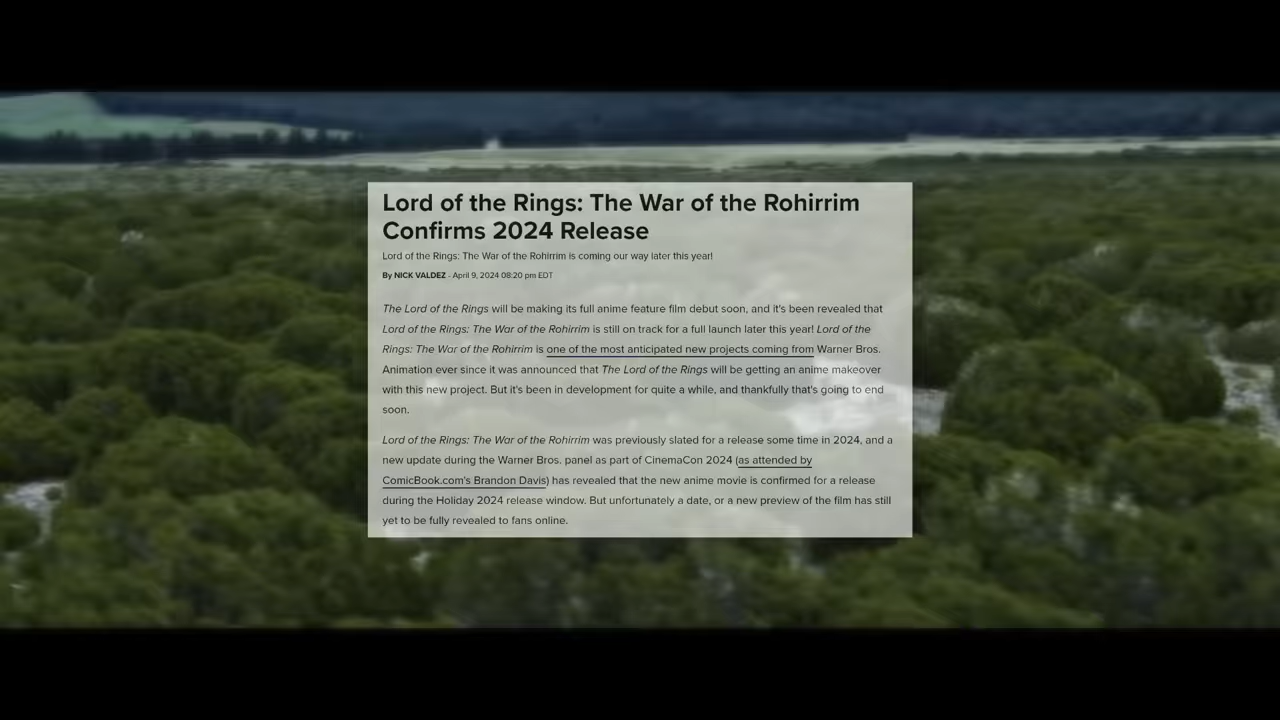 Lord of the Rings: The War of the Rohirrim
Confirms 2024 Release
Lord of the Rings: The War of the Rohirrim is coming our way later this year!
By NICK VALDEZ - April 9, 2024 08:20 pm EDT
The Lord of the Rings will be making its full anime feature film debut soon, and it's been revealed that
Lord of the Rings: The War of the Rohirrim is still on track for a full launch later this year! Lord of the
Rings: The War of the Rohirrim is one of the most anticipated new projects coming from Warner Bros.
Animation ever since it was announced that The Lord of the Rings will be getting an anime makeover
with this new project. But it's been in development for quite a while, and thankfully that's going to end
soon.
Lord of the Rings: The War of the Rohirrim was previously slated for a release some time in 2024, and a
new update during the Warner Bros. panel as part of CinemaCon 2024 (as attended by
ComicBook.com's Brandon Davis) has revealed that the new anime movie is confirmed for a release
during the Holiday 2024 release window. But unfortunately a date, or a new preview of the film has still
yet to be fully revealed to fans online.